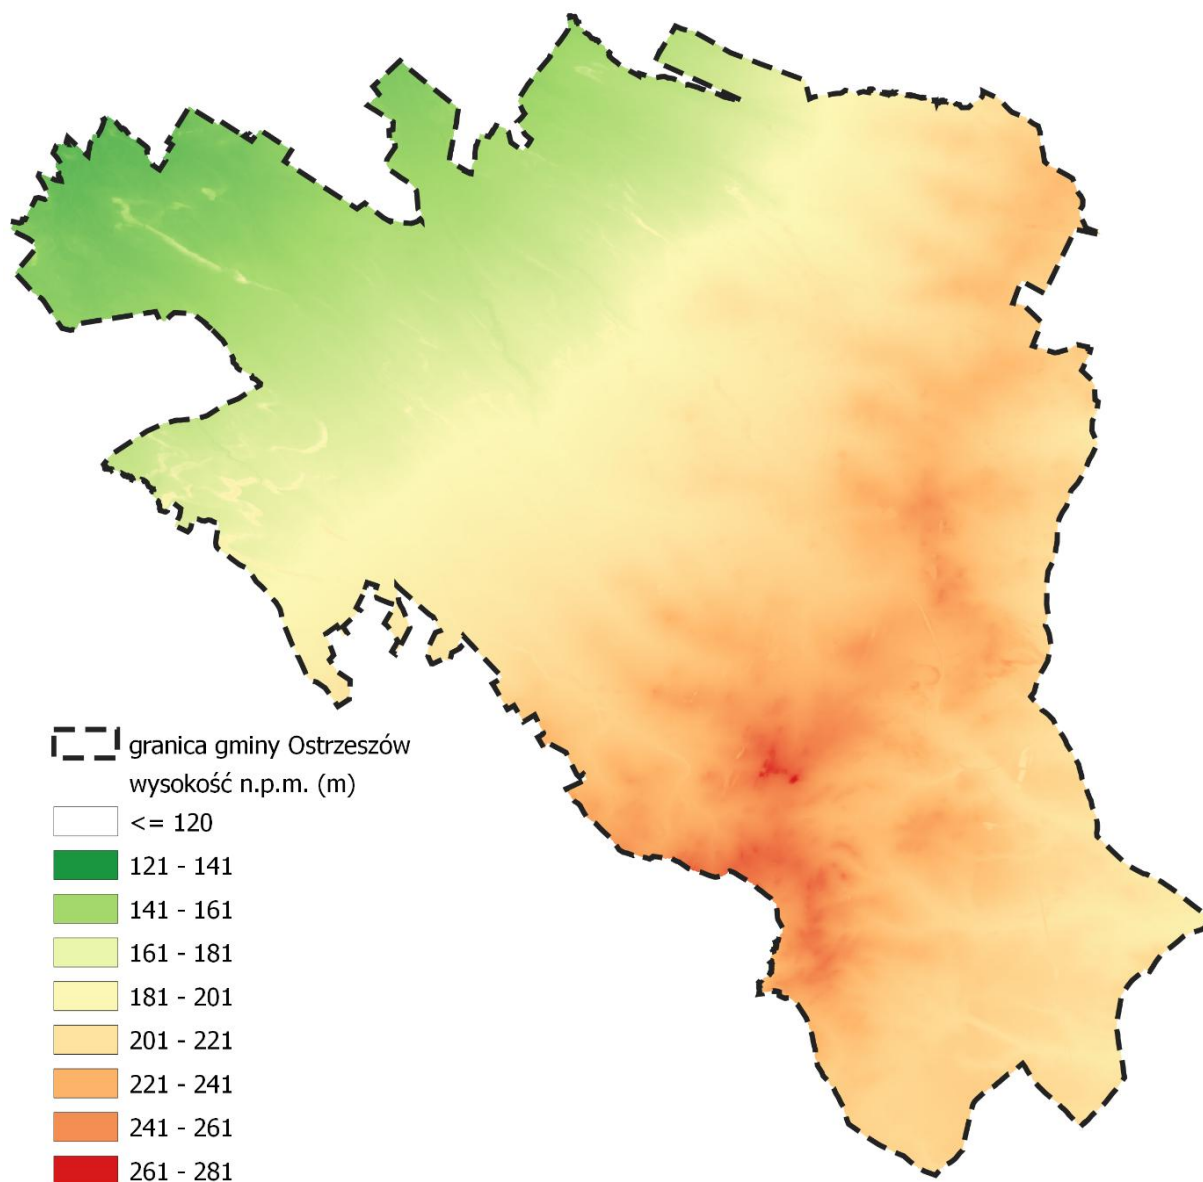 granica gminy Ostrzeszów
wysokość n.p.m. (m)
<= 120
121 - 141
141 - 161
161 - 181
181 - 201
201 - 221
221 - 241
241 - 261
261 - 281